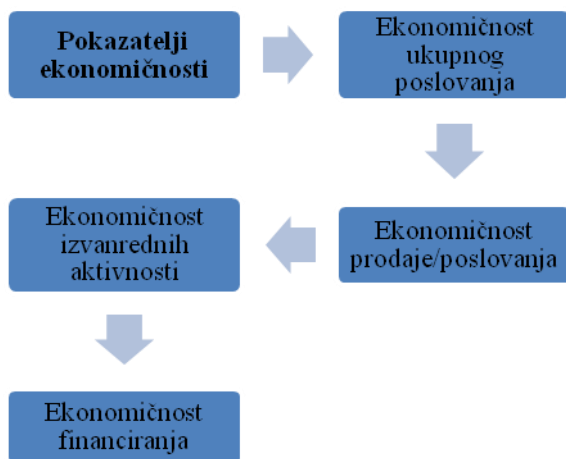 Pokazatelji
ekonomičnosti
Ekonomičnost
ukupnog
poslovanja
Ekonomičnost
prodaje/poslovanja
Ekonomičnost
izvanrednih
aktivnosti
Ekonomičnost
financiranja